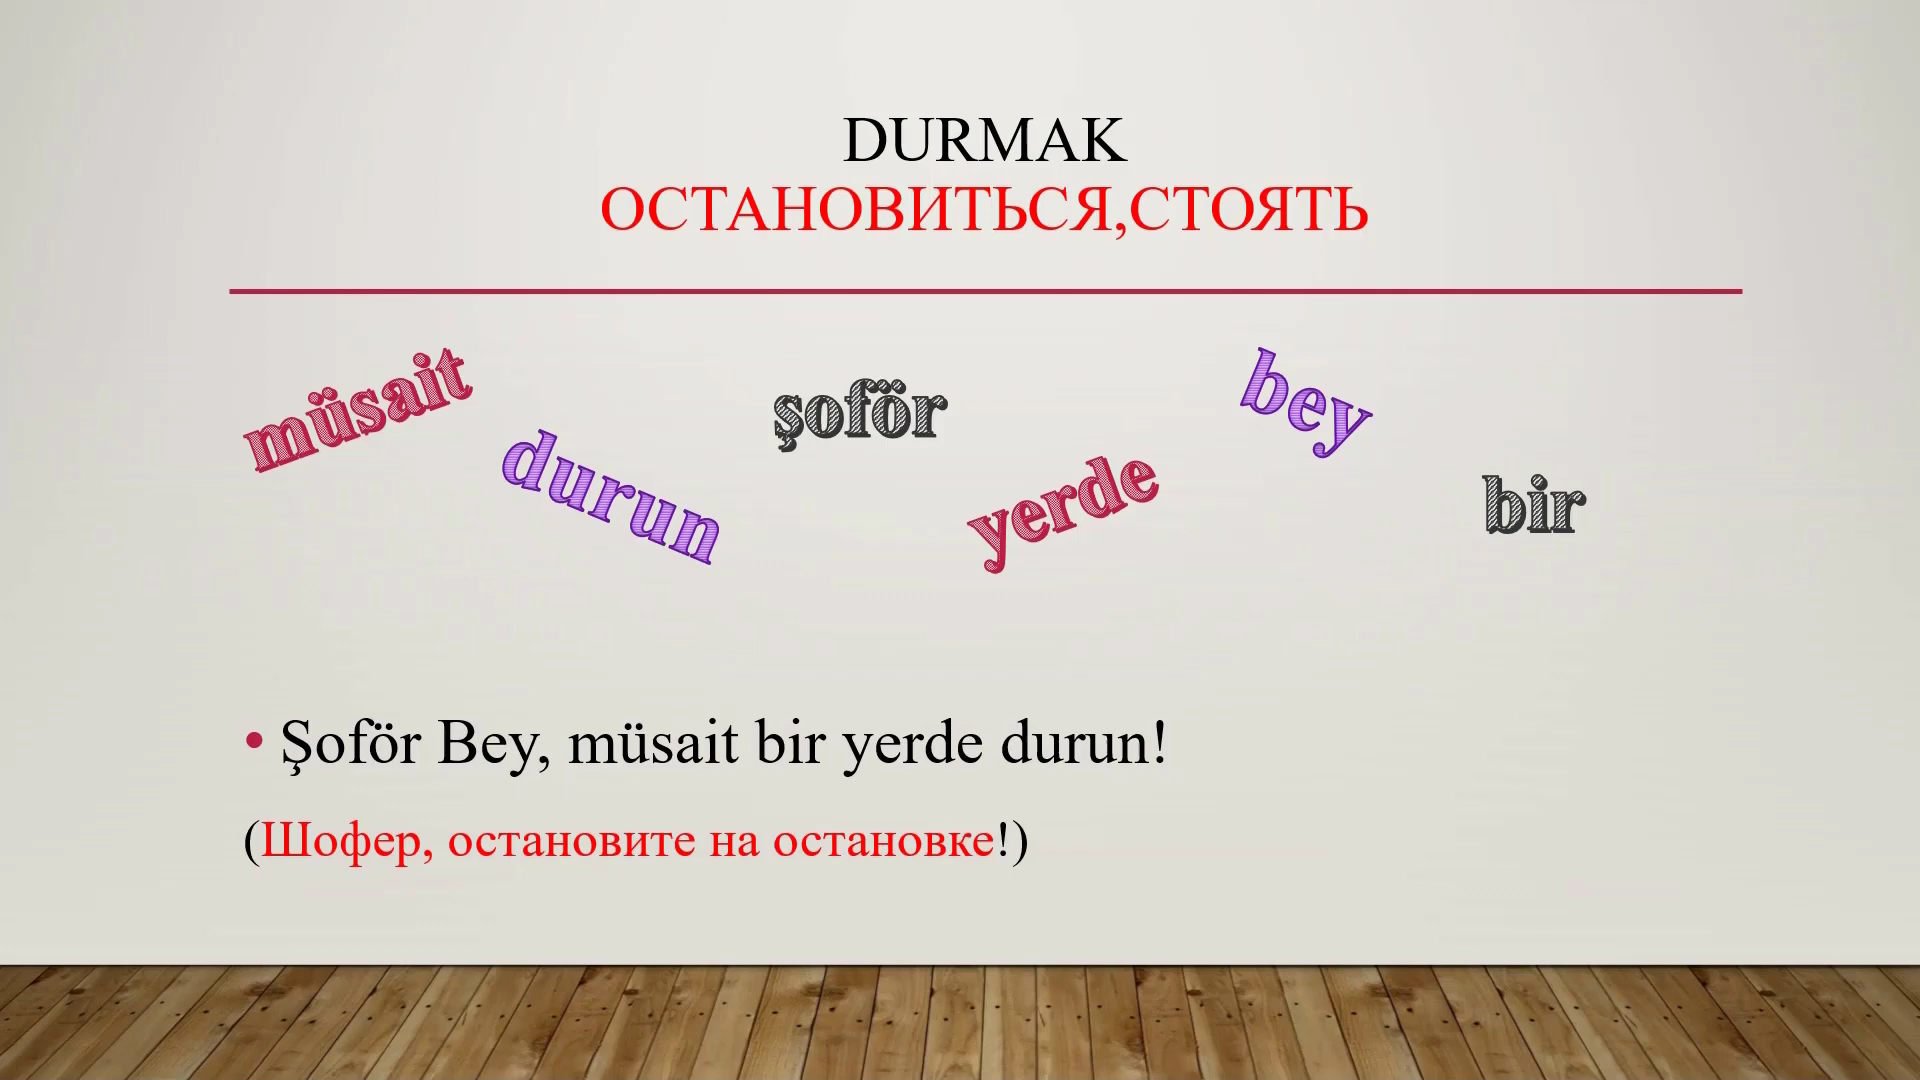 DURMAK
ОСТАНОВИТЬСЯ,СТОЯТЬ
müsait
durun
şoför
yerde
bey
bir
• Şoför Bey, müsait bir yerde durun!
(Шофер, остановите на остановке!)